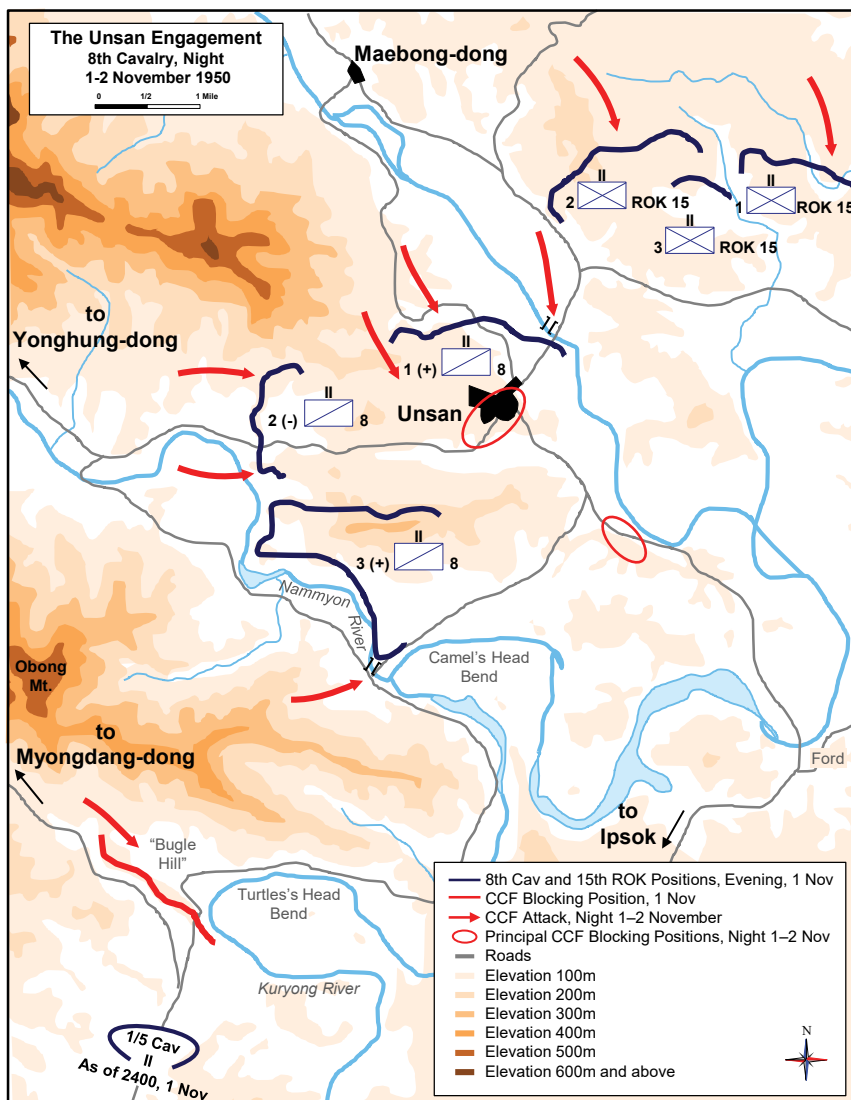 The Unsan Engagement
8th Cavalry, Night
1-2 November 1950
0 1/2 1 Mile
Maebong-dong
II
2 ROK 15
II
1 ROK 15
II
3 ROK 15
to
Yonghung-dong
II
1 (+) 8
II
2 (-) 8
Unsan
II
3 (+) 8
Nammyon
River
Camel's Head
Bend
Obong
Mt.
to
Myongdang-dong
Ford
to
Ipsok
“Bugle
Hill”
Turtles's Head
Bend
Kuryong River
1/5 Cav
II
As of 2400, 1 Nov
8th Cav and 15th ROK Positions, Evening, 1 Nov
CCF Blocking Position, 1 Nov
CCF Attack, Night 1–2 November
Principal CCF Blocking Positions, Night 1–2 Nov
Roads
Elevation 100m
Elevation 200m
Elevation 300m
Elevation 400m
Elevation 500m
Elevation 600m and above
N